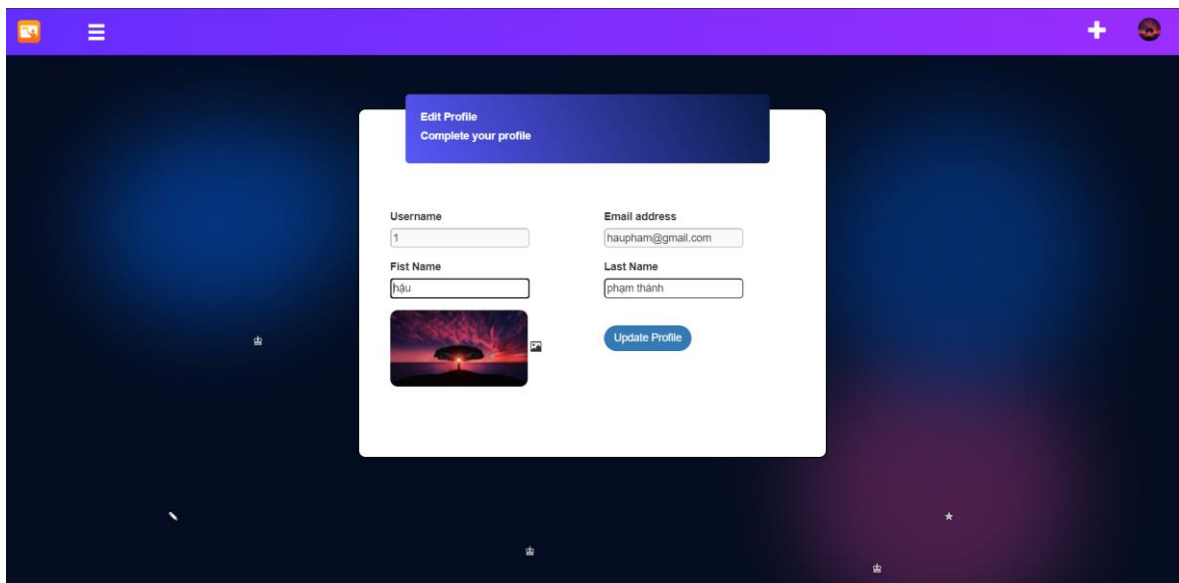 Edit Profile
Complete your profile
Username
Email address
1
haupham@gmail.com
Fist Name
Last Name
hậu
phạm thành
Update Profile